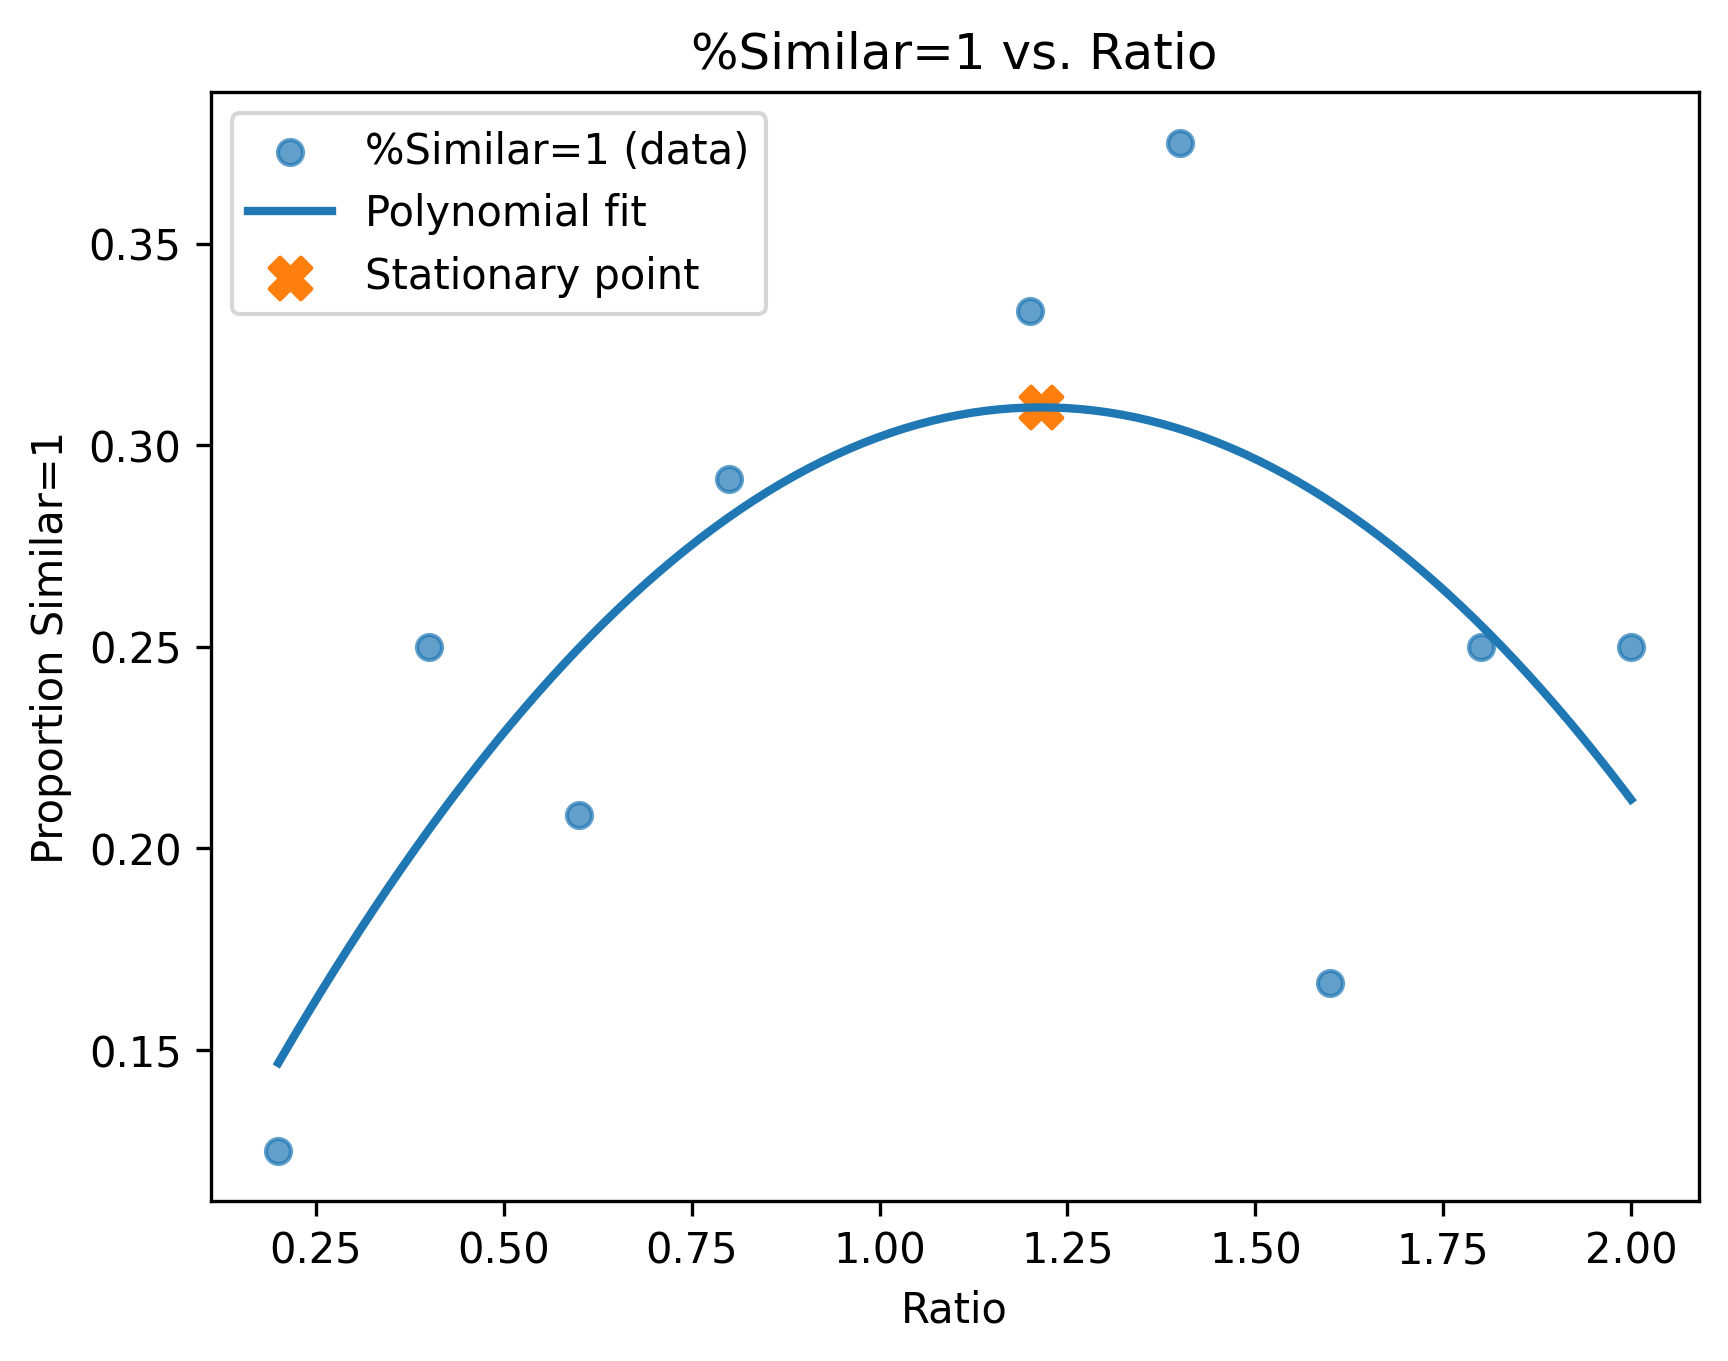 %Similar=1 vs. Ratio
%Similar=1 (data)
Polynomial fit
Stationary point
Proportion Similar=1
0.35
0.30
0.25
0.20
0.15
0.25 0.50 0.75 1.00 1.25 1.50 1.75 2.00
Ratio